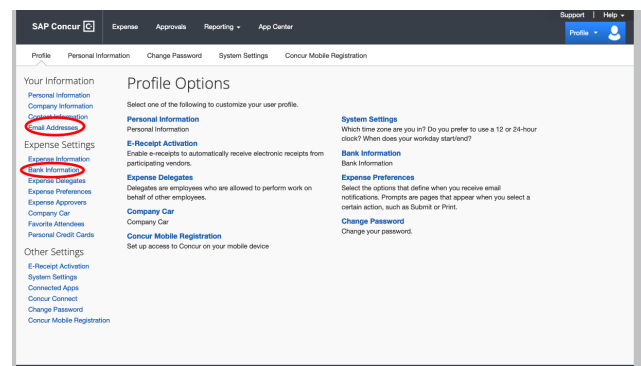 Support | Help
SAP Concur C Expense Approvals Reporting App Center
Profile
Profile Personal Information Change Password System Settings Concur Mobile Registration
Your Information
Personal Information
Company Information
Contact Information
Email Addresses
Expense Settings
Expense Information
Bank Information
Expense Delegates
Expense Preferences
Expense Approvers
Company Car
Favorite Attendees
Personal Credit Cards
Other Settings
E-Receipt Activation
System Settings
Connected Apps
Concur Connect
Change Password
Concur Mobile Registration
Profile Options
Select one of the following to customize your user profile.
Personal Information
Personal Information
E-Receipt Activation
Enable e-receipts to automatically receive electronic receipts from
participating vendors.
Expense Delegates
Delegates are employees who are allowed to perform work on
behalf of other employees.
Company Car
Company Car
Concur Mobile Registration
Set up access to Concur on your mobile device
System Settings
Which time zone are you in? Do you prefer to use a 12 or 24-hour
clock? When does your workday start/end?
Bank Information
Bank Information
Expense Preferences
Select the options that define when you receive email
notifications. Prompts are pages that appear when you select a
certain action, such as Submit or Print.
Change Password
Change your password.